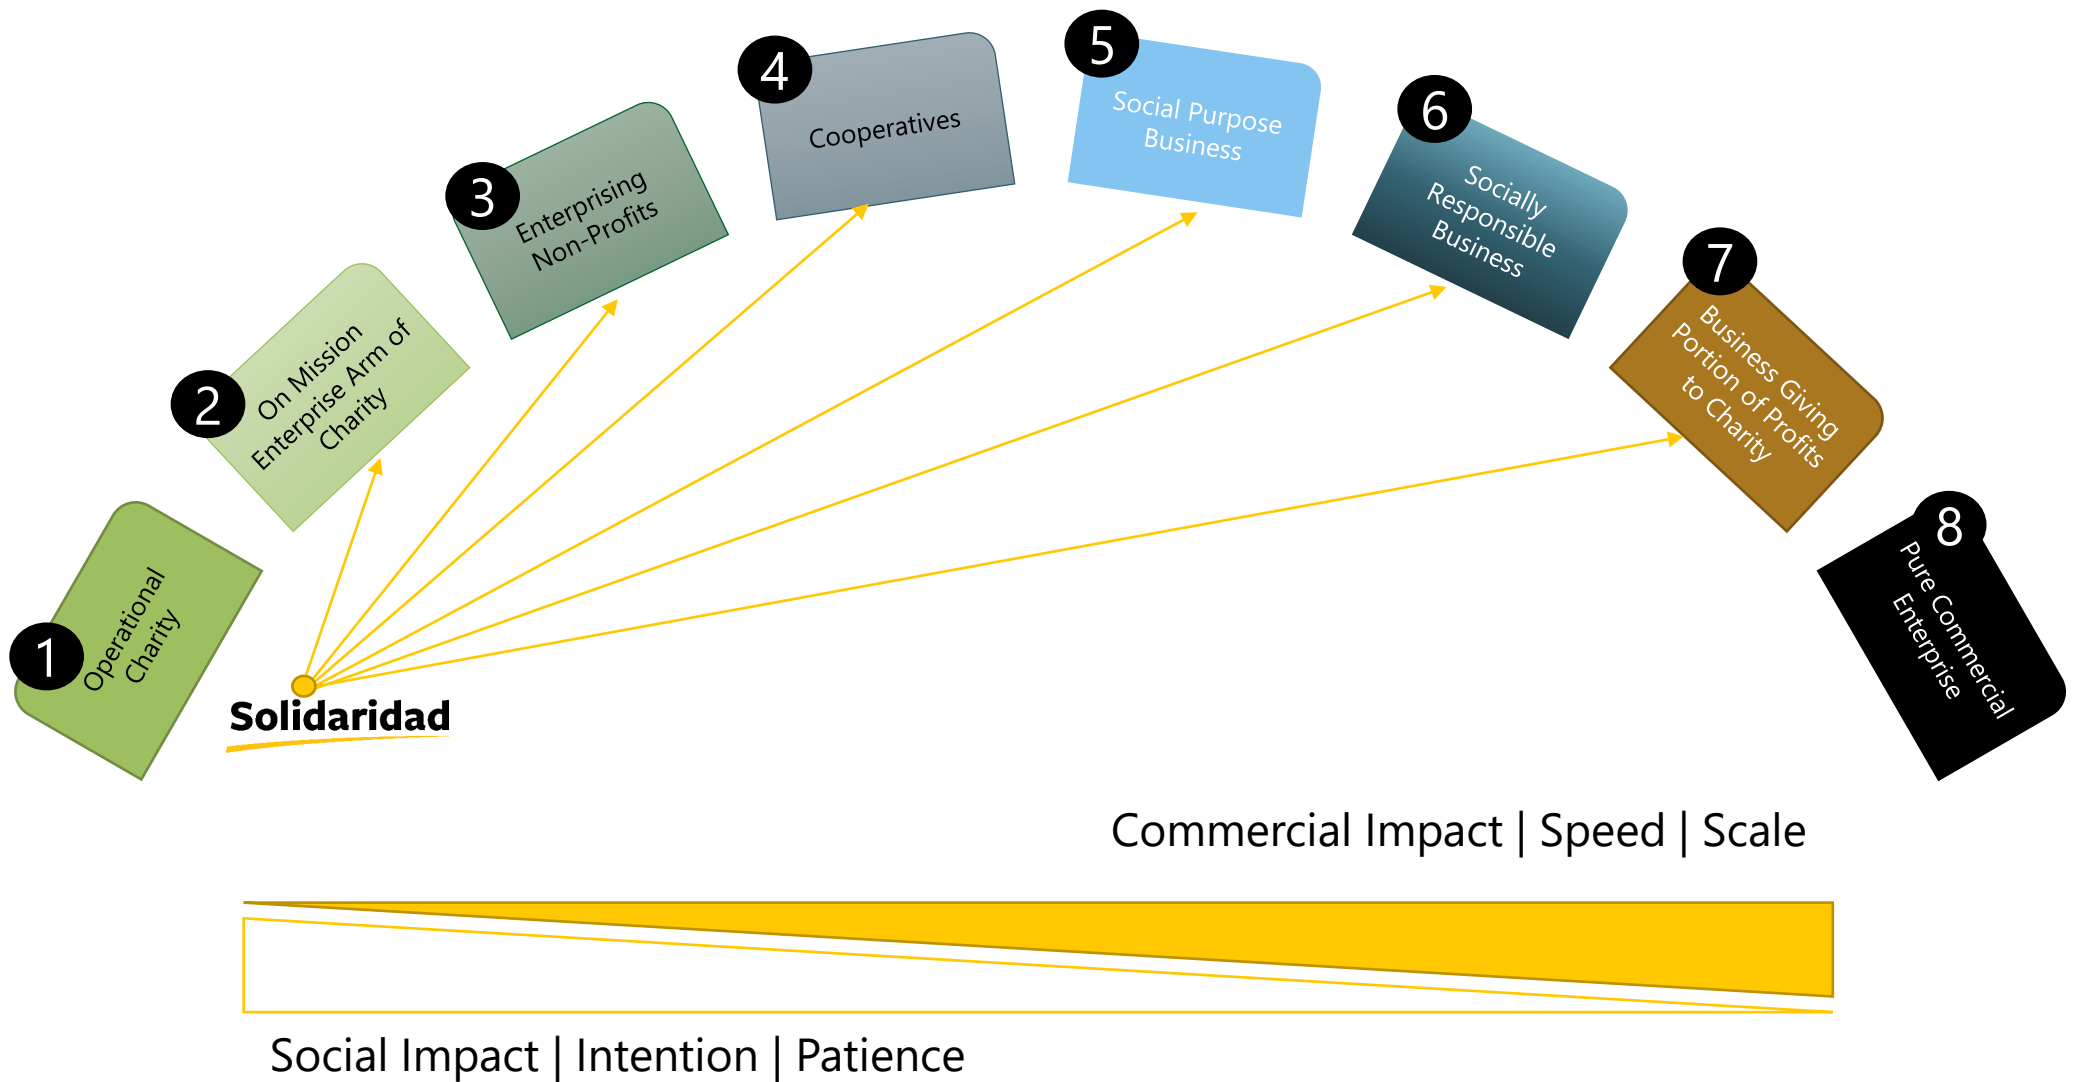 1
Operational
Charity
2
On Mission
Enterprise Arm of
Charity
3
Enterprising
Non-Profits
4
Cooperatives
5
Social Purpose
Business
6
Socially
Responsible
Business
7
Business Giving
Portion of Profits
to Charity
8
Pure Commercial
Enterprise
Solidaridad
Commercial Impact | Speed | Scale
Social Impact | Intention | Patience